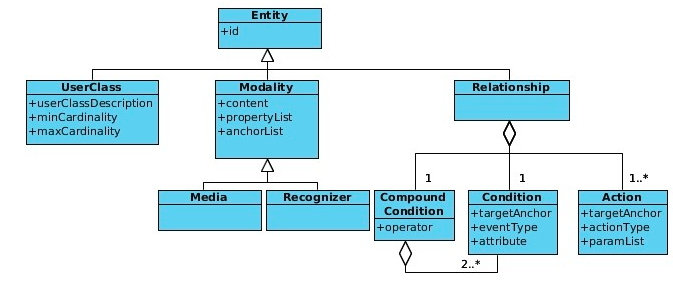 Entity
+id
UserClass
+userClassDescription
+minCardinality
+maxCardinality
Modality
+content
+propertyList
+anchorList
Relationship
Media
Recognizer
1
1
1..*
Compound
Condition
+operator
Condition
+targetAnchor
+eventType
+attribute
Action
+targetAnchor
+actionType
+paramList
2..*